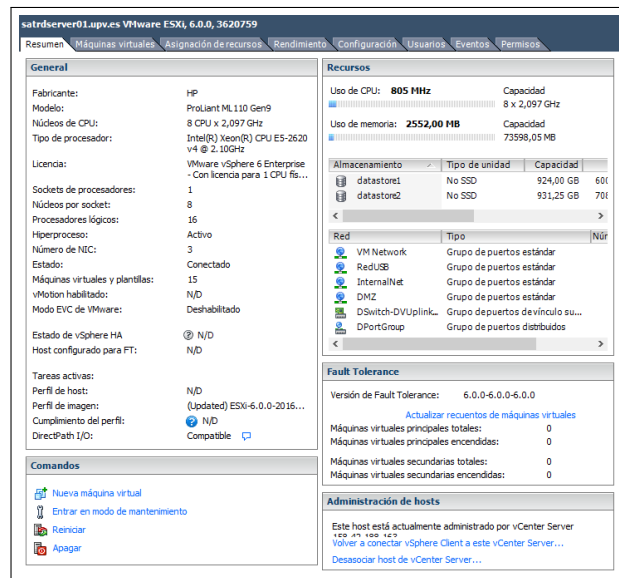 satrdserver01.upv.es VMware ESXi, 6.0.0, 3620759
Resumen Máquinas virtuales Asignación de recursos Rendimiento Configuración Usuarios Eventos Permisos
General
Fabricante: HP
Modelo: ProLiant ML110 Gen9
Núcleos de CPU: 8 CPU x 2,097 GHz
Tipo de procesador: Intel(R) Xeon(R) CPU E5-2620
v4 @ 2.10GHz
Licencia: VMware vSphere 6 Enterprise
- Con licencia para 1 CPU fís...
Sockets de procesadores: 1
Núcleos por socket: 8
Procesadores lógicos: 16
Hiperproceso: Activo
Número de NIC: 3
Estado: Conectado
Máquinas virtuales y plantillas: 15
vMotion habilitado: N/D
Modo EVC de VMware: Deshabilitado
Estado de vSphere HA N/D
Host configurado para FT: N/D
Tareas activas:
Perfil de host: N/D
Perfil de imagen: (Updated) ESXi-6.0.0-2016...
Cumplimiento del perfil: N/D
DirectPath I/O: Compatible
Comandos
Nueva máquina virtual
Entrar en modo de mantenimiento
Reiniciar
Apagar
Recursos
Uso de CPU: 805 MHz Capacidad
8 x 2,097 GHz
Uso de memoria: 2552,00 MB Capacidad
73598,05 MB
Almacenamiento Tipo de unidad Capacidad
datastore1 No SSD 924,00 GB 600
datastore2 No SSD 931,25 GB 708
Red Tipo Núr
VM Network Grupo de puertos estándar
RedUSB Grupo de puertos estándar
InternalNet Grupo de puertos estándar
DMZ Grupo de puertos estándar
DSwitch-DVUplink... Grupo de puertos de vínculo su...
DPortGroup Grupo de puertos distribuidos
Fault Tolerance
Versión de Fault Tolerance: 6.0.0-6.0.0-6.0.0
Actualizar recuentos de máquinas virtuales
Máquinas virtuales principales totales: 0
Máquinas virtuales principales encendidas: 0
Máquinas virtuales secundarias totales: 0
Máquinas virtuales secundarias encendidas: 0
Administración de hosts
Este host está actualmente administrado por vCenter Server
158.42.188.163
Volver a conectar vSphere Client a este vCenter Server...
Desasociar host de vCenter Server...